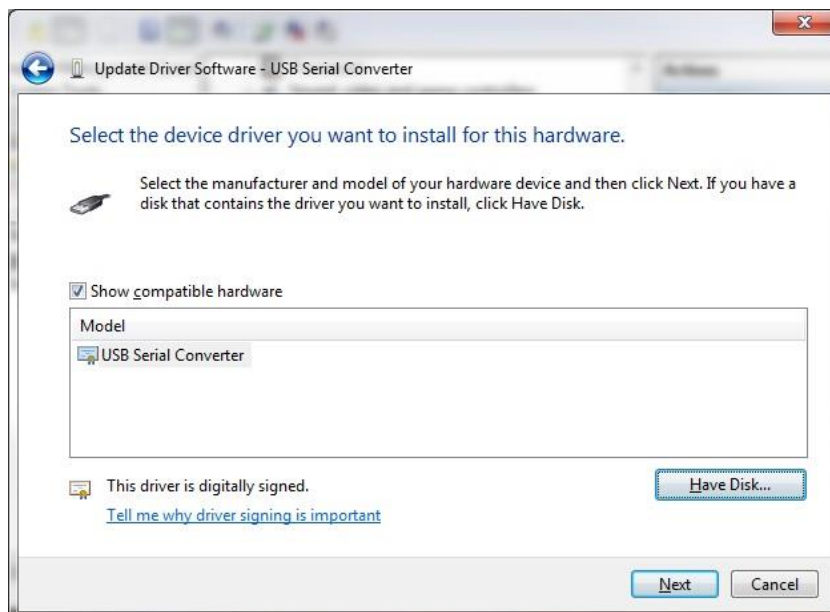 Update Driver Software - USB Serial Converter
Select the device driver you want to install for this hardware.
Select the manufacturer and model of your hardware device and then click Next. If you have a
disk that contains the driver you want to install, click Have Disk.
Show compatible hardware
Model
USB Serial Converter
This driver is digitally signed.
Have Disk...
Tell me why driver signing is important
Next
Cancel